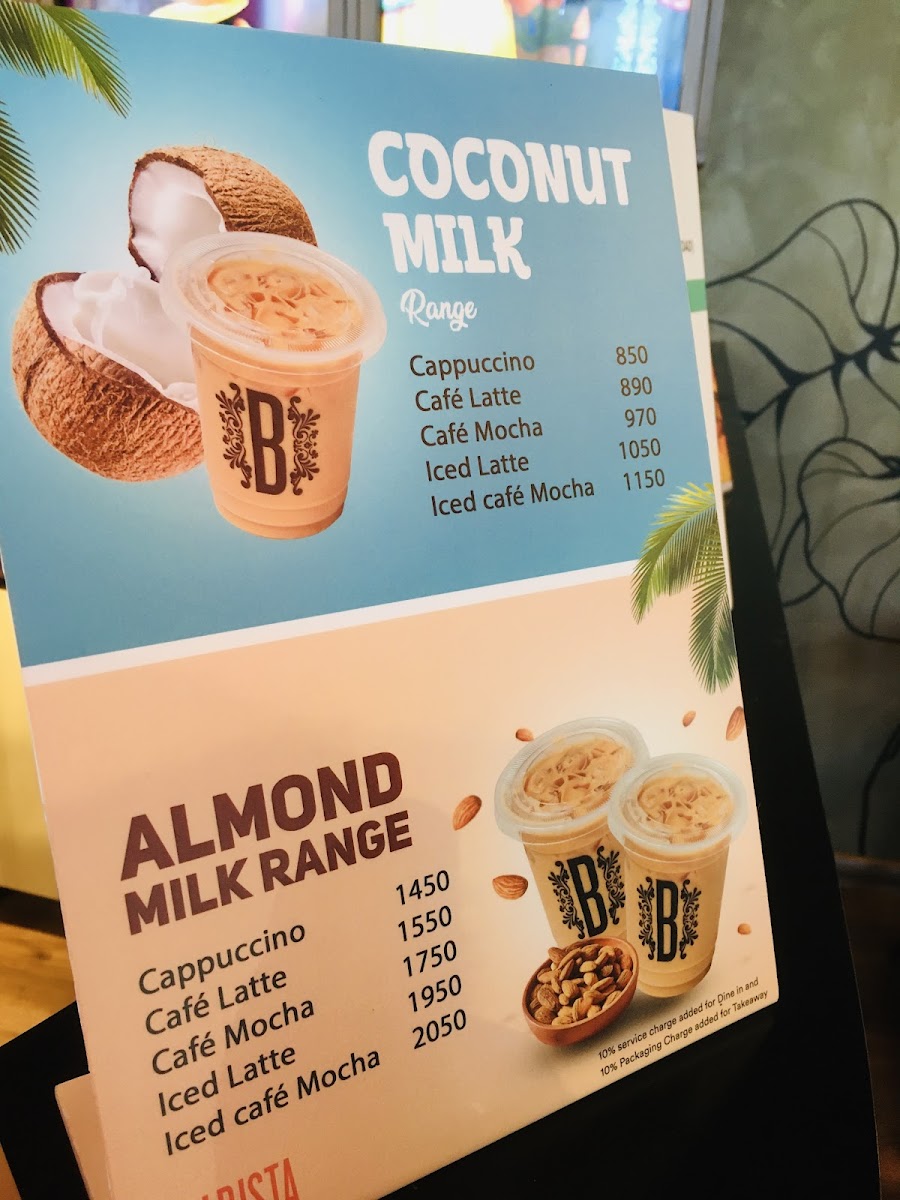 COCONUT
MILK
Range
Cappuccino 850
Café Latte 890
Café Mocha 970
Iced Latte 1050
Iced café Mocha 1150
B
ALMOND
MILK RANGE
Cappuccino 1450
Café Latte 1550
Café Mocha 1750
Iced Latte 1950
Iced café Mocha 2050
B
B
10% service charge added for Dine in and
10% Packaging Charge added for Takeaway